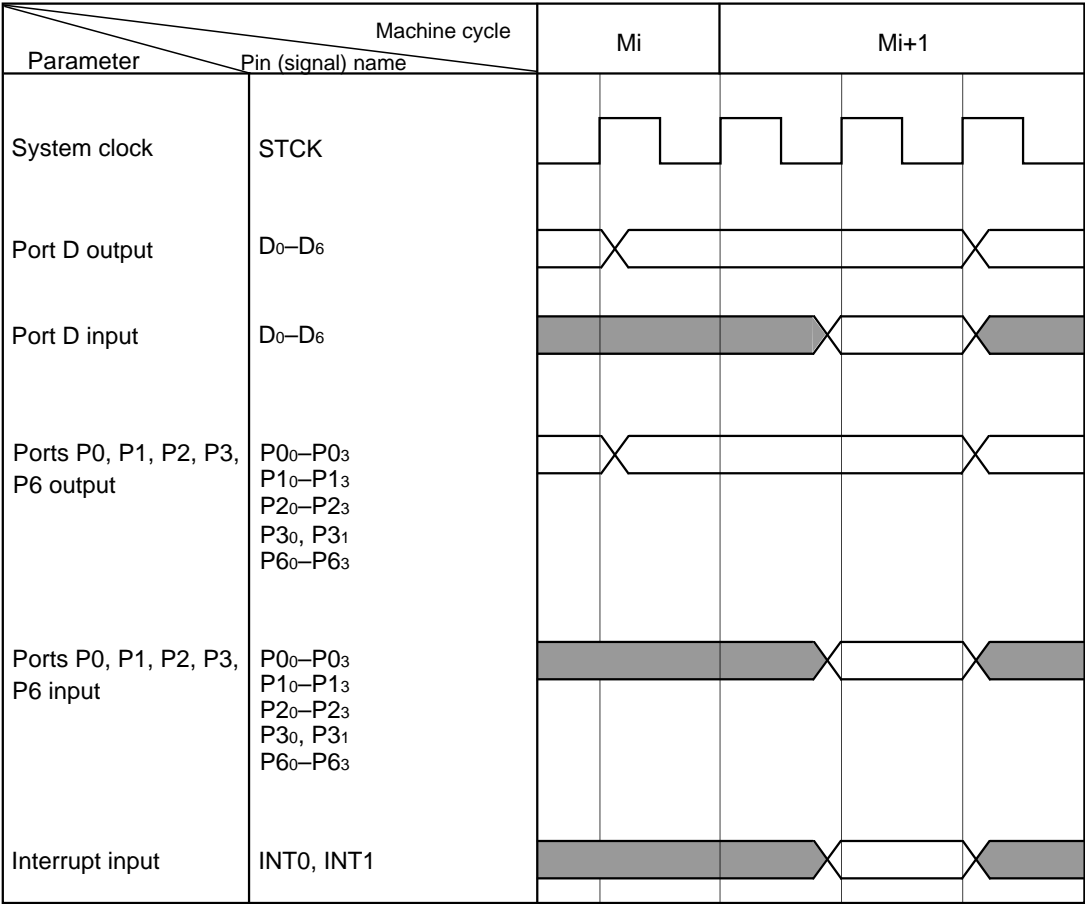 Machine cycle
Parameter
Pin (signal) name
Mi
Mi+1
System clock
STCK
Port D output
D0–D6
Port D input
D0–D6
Ports P0, P1, P2, P3,
P6 output
P00–P03
P10–P13
P20–P23
P30, P31
P60–P63
Ports P0, P1, P2, P3,
P6 input
P00–P03
P10–P13
P20–P23
P30, P31
P60–P63
Interrupt input
INT0, INT1